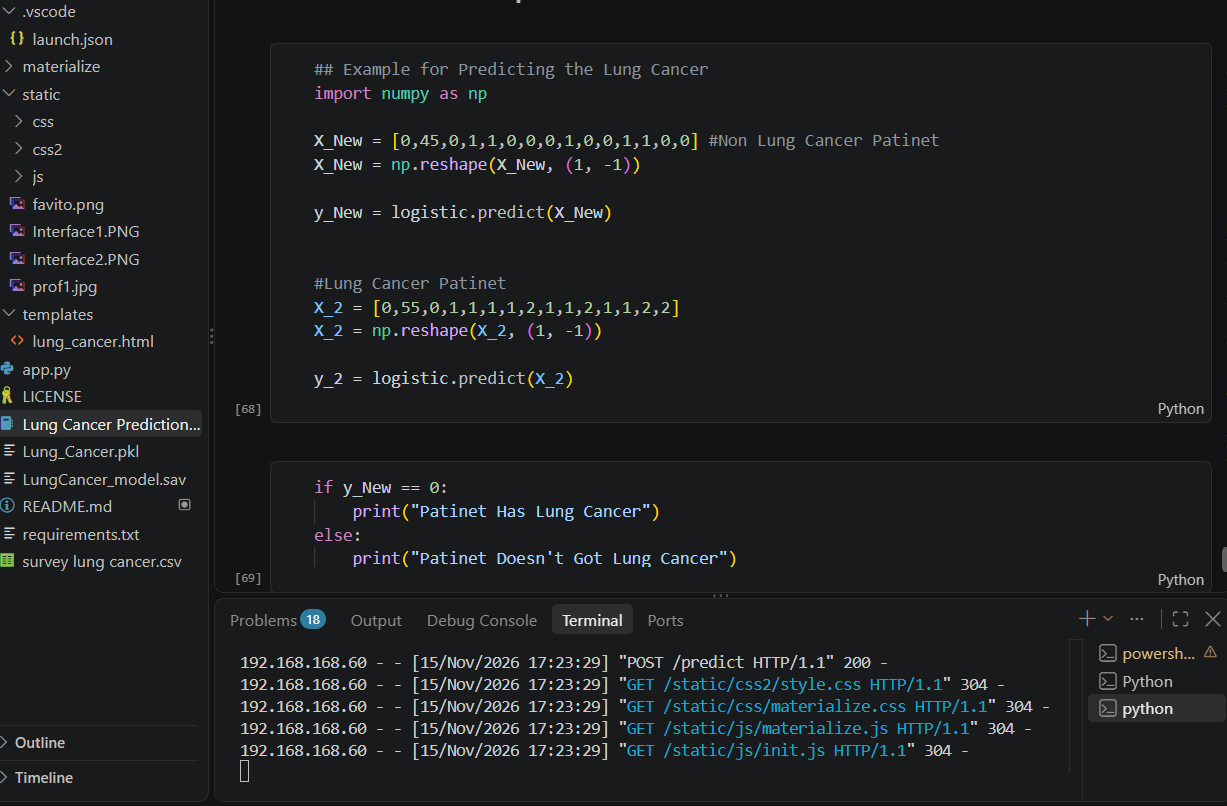 .vscode
{} launch.json
materialize
static
css
css2
js
favito.png
Interface1.PNG
Interface2.PNG
prof1.jpg
templates
<> lung_cancer.html
app.py
LICENSE
Lung Cancer Prediction...
Lung_Cancer.pkl
LungCancer_model.sav
README.md
requirements.txt
survey lung cancer.csv
Outline
Timeline
## Example for Predicting the Lung Cancer
import numpy as np
X_New = [0,45,0,1,1,0,0,0,1,0,0,1,1,0,0] #Non Lung Cancer Patinet
X_New = np.reshape(X_New, (1, -1))
y_New = logistic.predict(X_New)
#Lung Cancer Patinet
X_2 = [0,55,0,1,1,1,1,2,1,1,2,1,1,2,2]
X_2 = np.reshape(X_2, (1, -1))
y_2 = logistic.predict(X_2)
[68]
Python
if y_New == 0:
print("Patinet Has Lung Cancer")
else:
print("Patinet Doesn't Got Lung Cancer")
[69]
Python
Problems 18 Output Debug Console Terminal Ports
192.168.168.60 - - [15/Nov/2026 17:23:29] "POST /predict HTTP/1.1" 200 -
192.168.168.60 - - [15/Nov/2026 17:23:29] "GET /static/css2/style.css HTTP/1.1" 304 -
192.168.168.60 - - [15/Nov/2026 17:23:29] "GET /static/css/materialize.css HTTP/1.1" 304 -
192.168.168.60 - - [15/Nov/2026 17:23:29] "GET /static/js/materialize.js HTTP/1.1" 304 -
192.168.168.60 - - [15/Nov/2026 17:23:29] "GET /static/js/init.js HTTP/1.1" 304 -
powersh...
Python
python